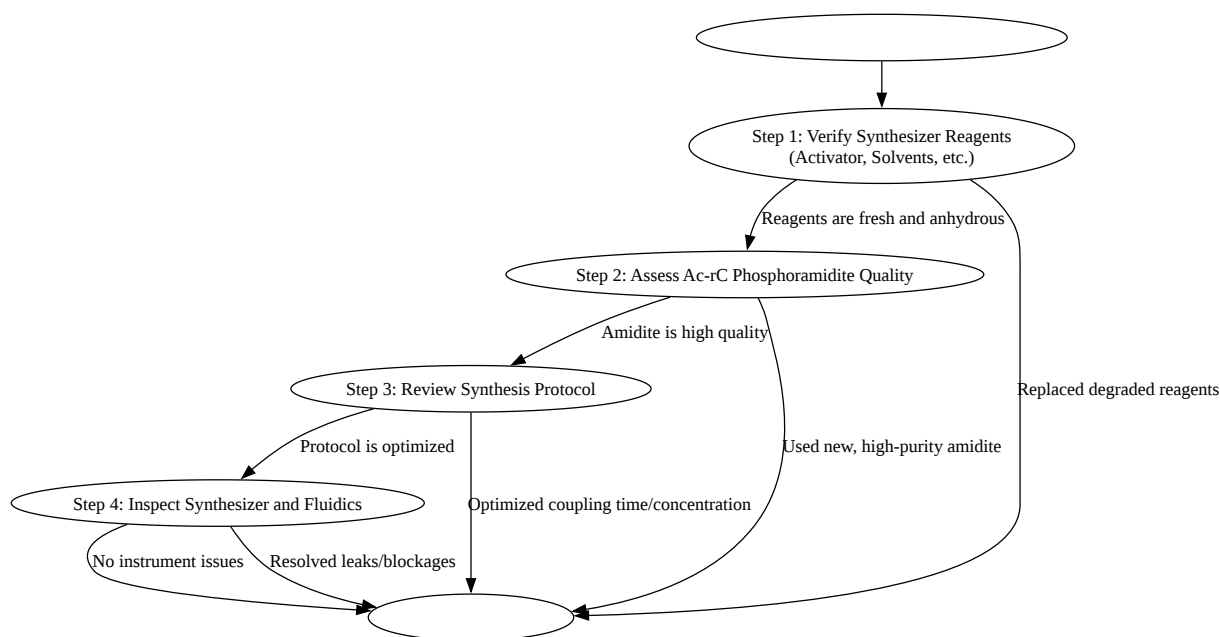 Step 1: Verify Synthesizer Reagents
(Activator, Solvents, etc.)
Reagents are fresh and anhydrous
Step 2: Assess Ac-rC Phosphoramidite Quality
Amidite is high quality
Step 3: Review Synthesis Protocol
Replaced degraded reagents
Protocol is optimized
Used new, high-purity amidite
Step 4: Inspect Synthesizer and Fluidics
Optimized coupling time/concentration
No instrument issues
Resolved leaks/blockages